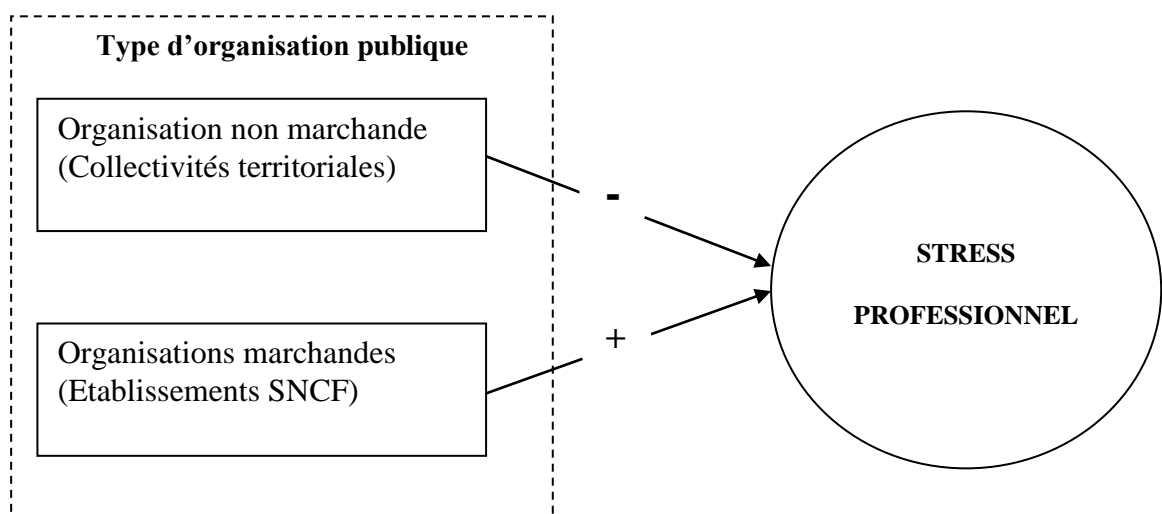 Type d’organisation publique
Organisation non marchande
(Collectivités territoriales)
-
STRESS
PROFESSIONNEL
+
Organisations marchandes
(Etablissements SNCF)